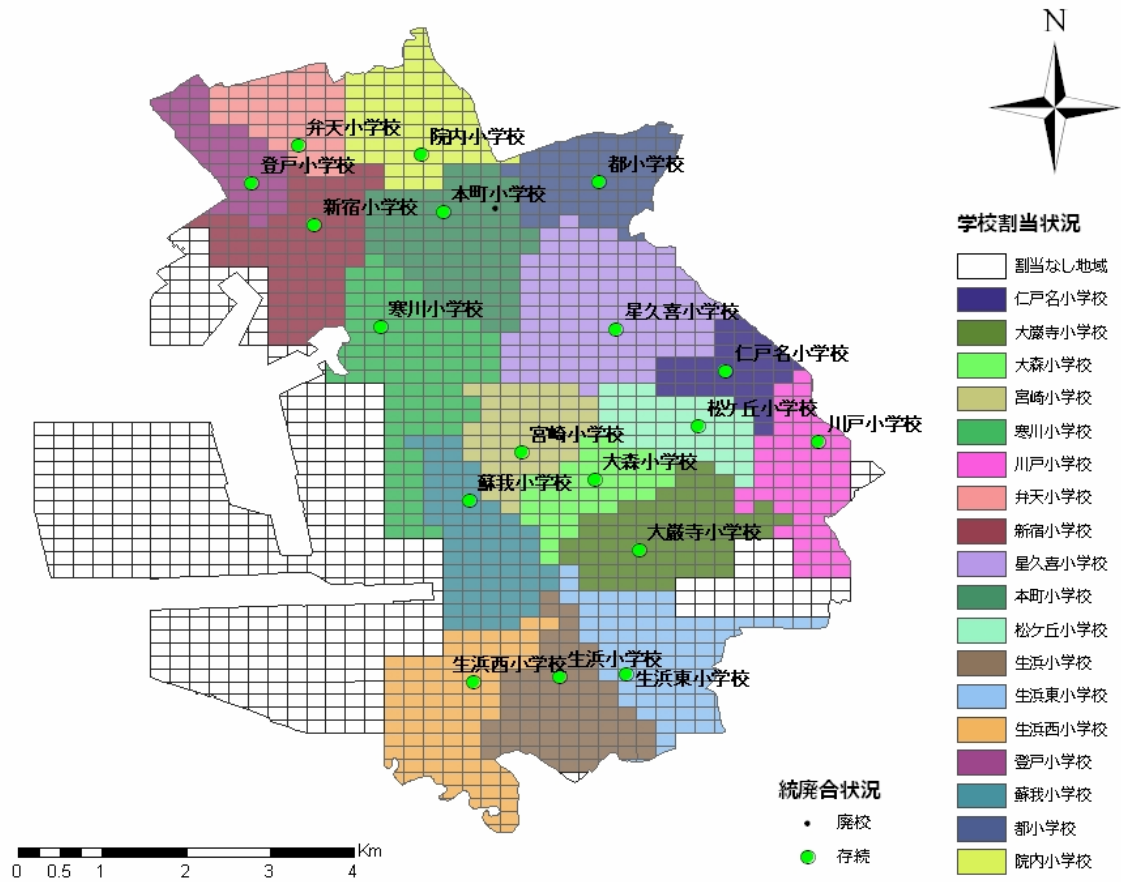 N
弁天小学校
院内小学校
登戸小学校
都小学校
本町小学校
新宿小学校
寒川小学校
星久喜小学校
仁戸名小学校
松ケ丘小学校
川戸小学校
宮崎小学校
大森小学校
蘇我小学校
大巌寺小学校
生浜西小学校
生浜小学校
生浜東小学校
学校割当状況
割当なし地域
仁戸名小学校
大巌寺小学校
大森小学校
宮崎小学校
寒川小学校
川戸小学校
弁天小学校
新宿小学校
星久喜小学校
本町小学校
松ケ丘小学校
生浜小学校
生浜東小学校
生浜西小学校
登戸小学校
蘇我小学校
都小学校
院内小学校
統廃合状況
廃校
存続
Km
0 0.5 1 2 3 4